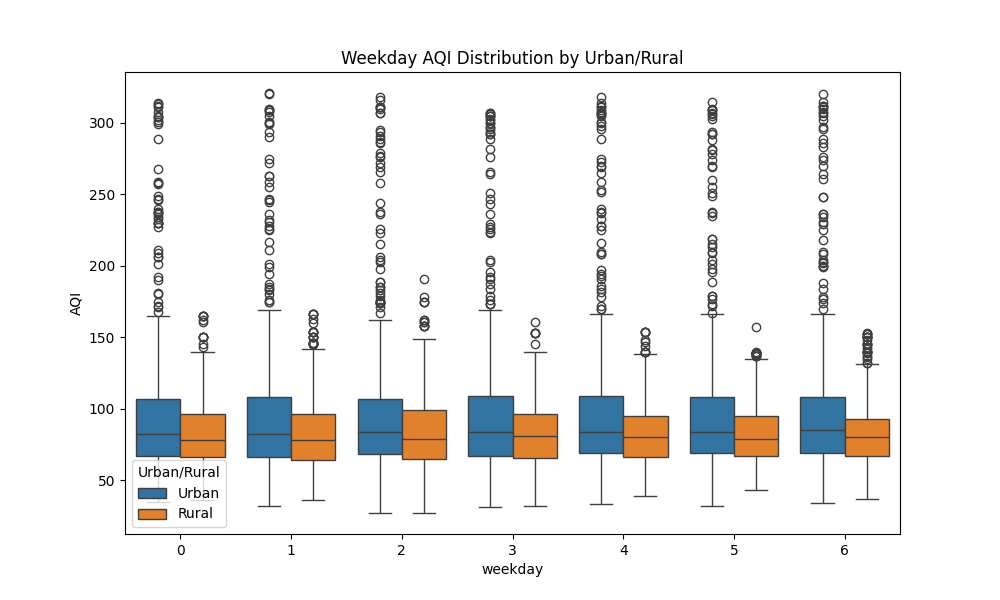 Weekday AQI Distribution by Urban/Rural
AQI
300
250
200
150
100
50
Urban/Rural
Urban
Rural
0 1 2 3 4 5 6
weekday